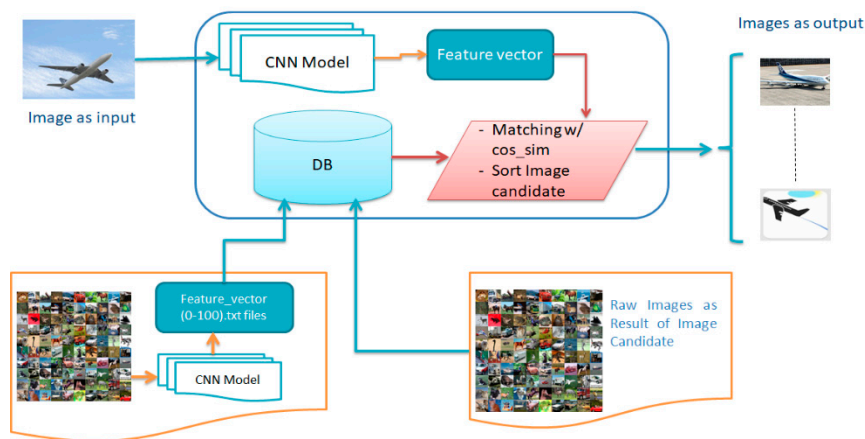 Image as input
CNN Model
Feature vector
Images as output
DB
- Matching w/
cos_sim
- Sort Image
candidate
Feature_vector
(0-100).txt files
CNN Model
Raw Images as
Result of Image
Candidate